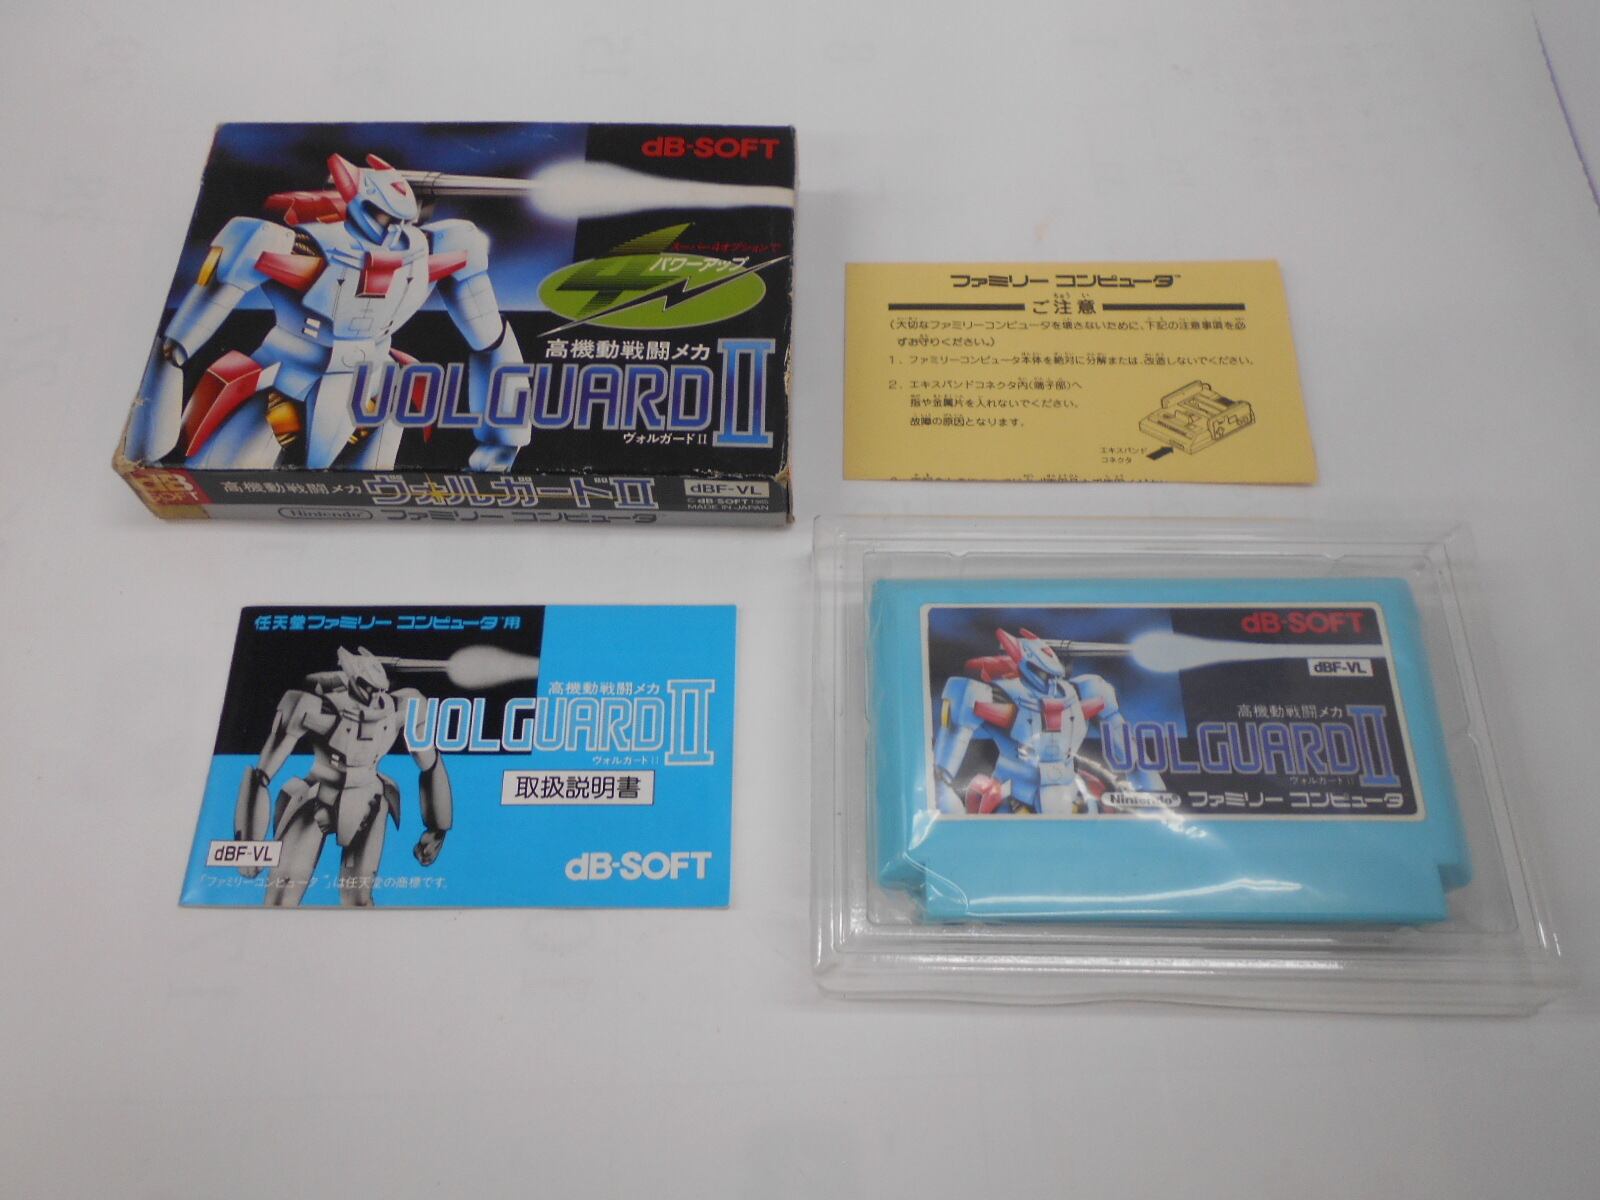 dB-SOFT
スーパー4オプションで
パワーアップ
高機動戦闘メカ
VOLGUARD II
ヴォルガードII
dB
SOFT
高機動戦闘メカ ヴォルガードII
dBF-VL
© dB-SOFT 1985
MADE IN JAPAN
Nintendo ファミリー コンピュータ™
ファミリー コンピュータ™
ご注意
(大切なファミリーコンピュータを壊さないために、下記の注意事項を必
ずお守りください。)
1. ファミリーコンピュータ本体を絶対に分解または、改造しないでください。
2. エキスパンドコネクタ内(端子部)へ
指や金属片を入れないでください。
故障の原因となります。
エキスパンド
コネクタ
任天堂ファミリー コンピュータ™用
高機動戦闘メカ
VOLGUARD II
ヴォルガードII
取扱説明書
dBF-VL
dB-SOFT
「ファミリーコンピュータ™」は任天堂の商標です。
dB-SOFT
dBF-VL
高機動戦闘メカ
VOLGUARD II
ヴォルガードII
Nintendo ファミリー コンピュータ